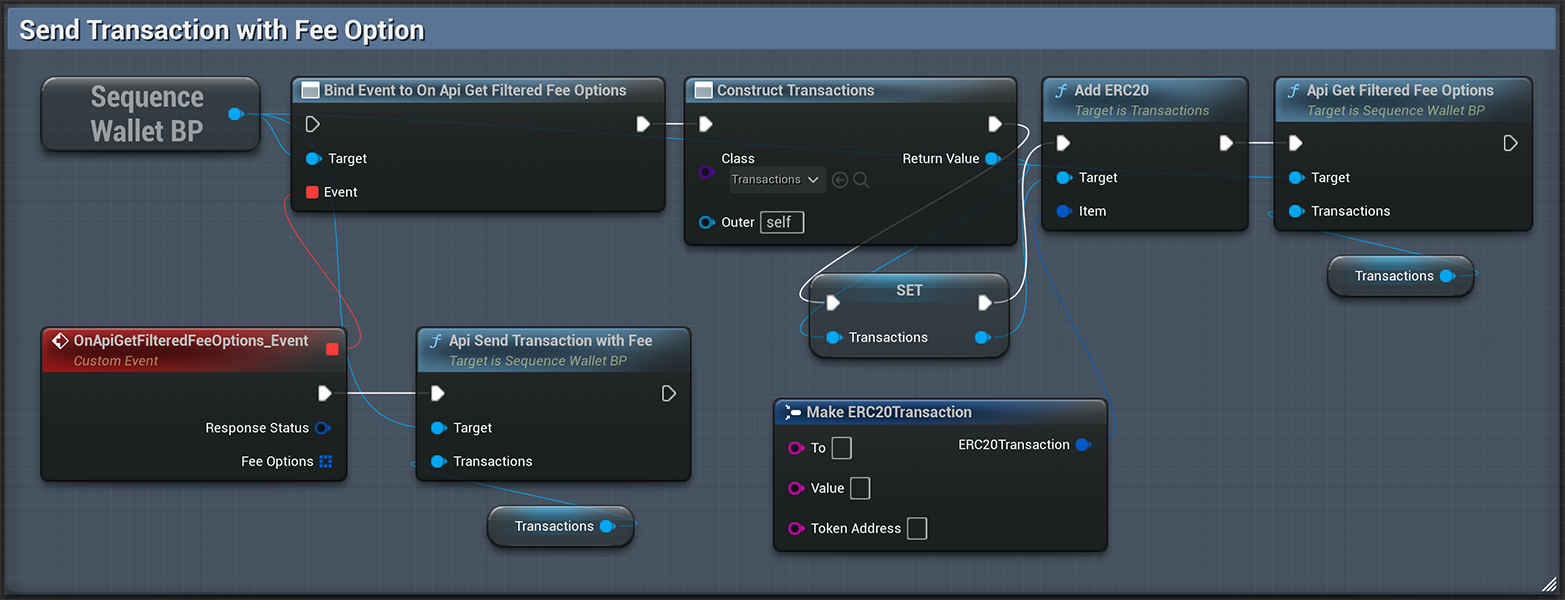 Send Transaction with Fee Option
Sequence
Wallet BP
Bind Event to On Api Get Filtered Fee Options
Target
Event
Construct Transactions
Class
Transactions
Return Value
Outer
self
Add ERC20
Target is Transactions
Target
Item
Api Get Filtered Fee Options
Target is Sequence Wallet BP
Target
Transactions
Transactions
SET
Transactions
OnApiGetFilteredFeeOptions_Event
Custom Event
Response Status
Fee Options
Api Send Transaction with Fee
Target is Sequence Wallet BP
Target
Transactions
Transactions
Make ERC20Transaction
To
ERC20Transaction
Value
Token Address